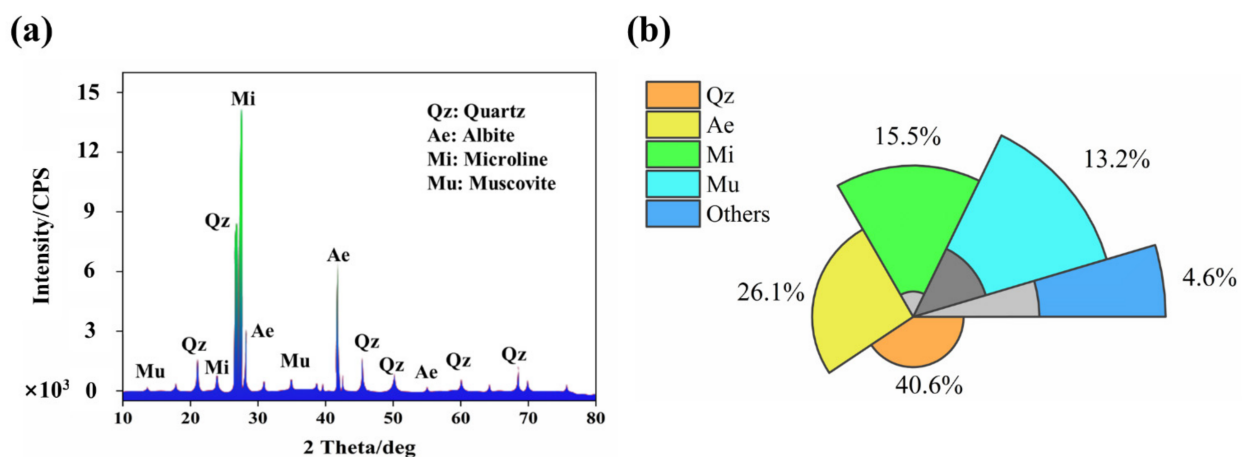 (a)
15
12
9
6
3
0
×10³
Intensity/CPS
10 20 30 40 50 60 70 80
2 Theta/deg
Mi
Qz
Ae
Mu
Qz
Mi
Ae
Mu
Qz
Qz
Ae
Qz
Qz
Qz: Quartz
Ae: Albite
Mi: Microline
Mu: Muscovite
(b)
Qz
Ae
Mi
Mu
Others
15.5%
13.2%
26.1%
4.6%
40.6%